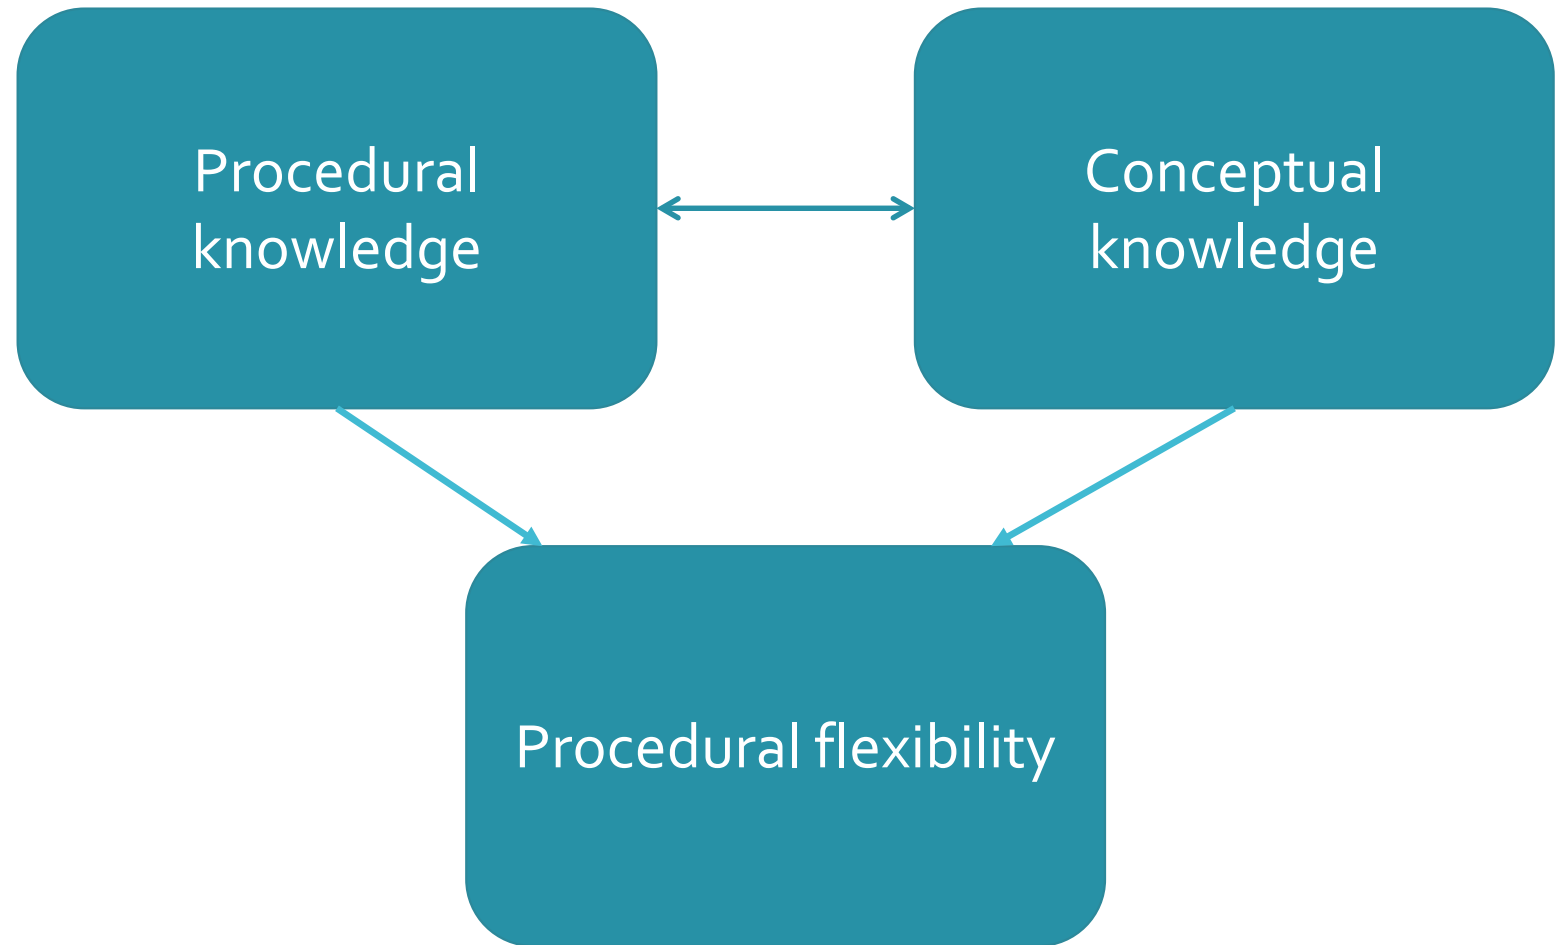 Procedural
knowledge
Conceptual
knowledge
Procedural flexibility